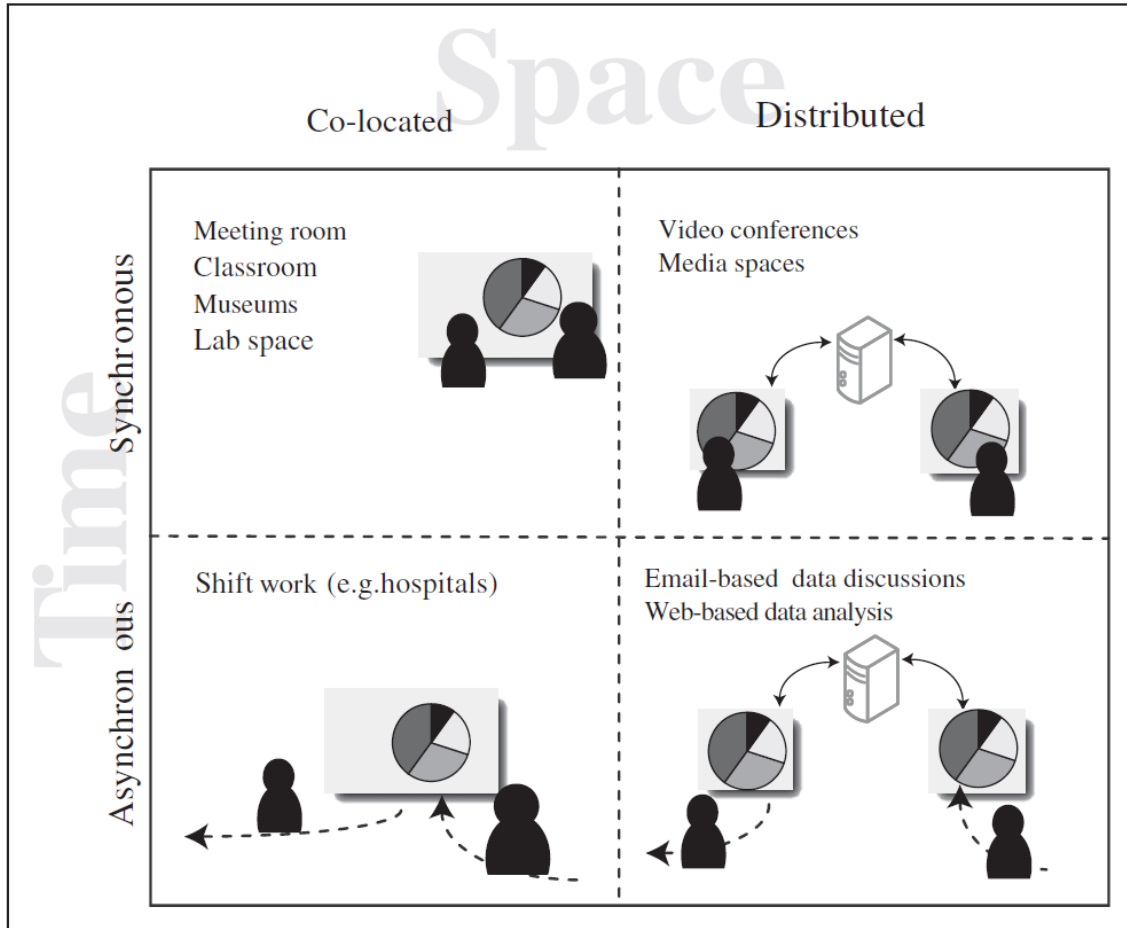 Space
Co-located
Distributed
Time
Synchronous
Meeting room
Classroom
Museums
Lab space
Video conferences
Media spaces
Asynchron ous
Shift work (e.g.hospitals)
Email-based data discussions
Web-based data analysis